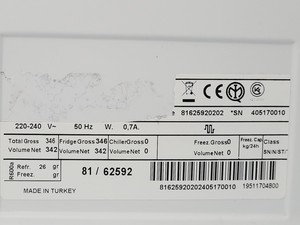 81625920202 *SN 405170010
220-240 V~ 50 Hz W. 0,7A
Total Gross 346 Fridge Gross 346 Chiller Gross 0 Freez. Gross 0 Freez. Cap. kg/24h Class
Volume Net 342 Volume Net 342 Volume Net 0 Volume Net 0 SN/N/ST/T
R600a Refr. 26 gr 81 / 62592
Freez. gr
MADE IN TURKEY 81625920202405170010 19511704800